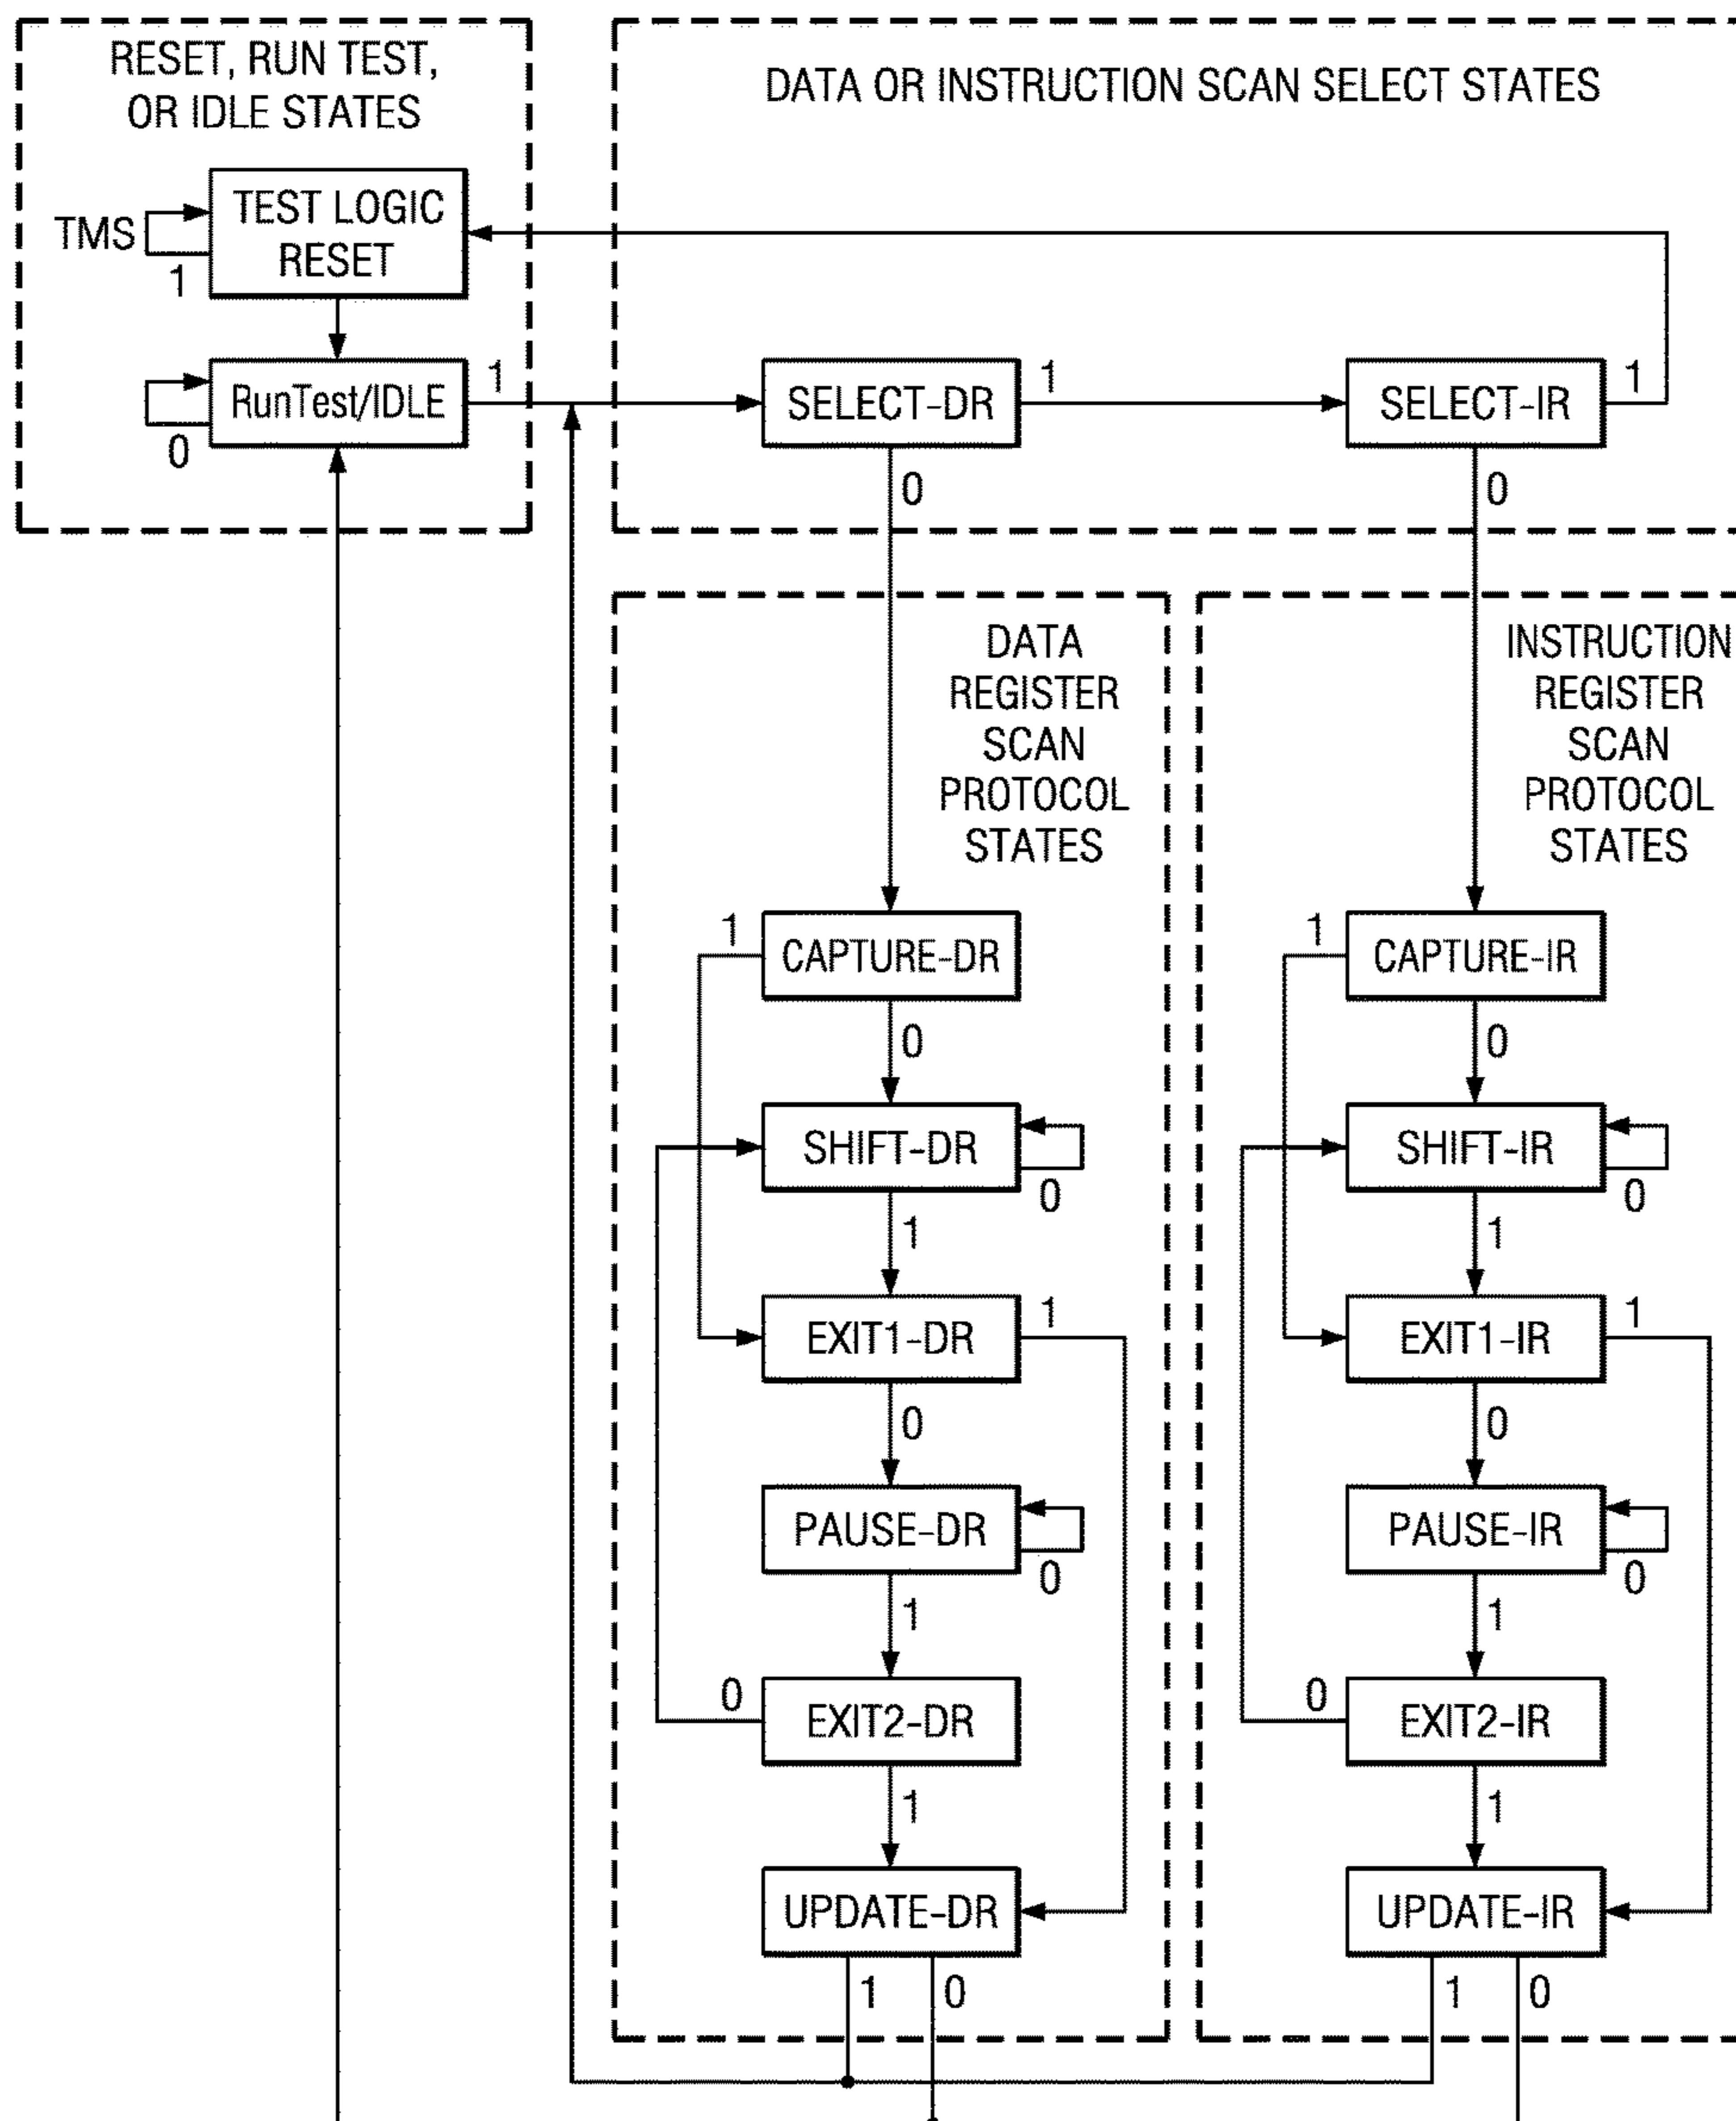 RESET, RUN TEST,
OR IDLE STATES
DATA OR INSTRUCTION SCAN SELECT STATES
TMS
TEST LOGIC
RESET
1
RunTest/IDLE
1
0
SELECT-DR
1
0
SELECT-IR
1
0
DATA
REGISTER
SCAN
PROTOCOL
STATES
1
CAPTURE-DR
0
SHIFT-DR
0
1
EXIT1-DR
1
0
PAUSE-DR
0
1
0
EXIT2-DR
1
UPDATE-DR
1
0
INSTRUCTION
REGISTER
SCAN
PROTOCOL
STATES
1
CAPTURE-IR
0
SHIFT-IR
0
1
EXIT1-IR
1
0
PAUSE-IR
0
1
0
EXIT2-IR
1
UPDATE-IR
1
0